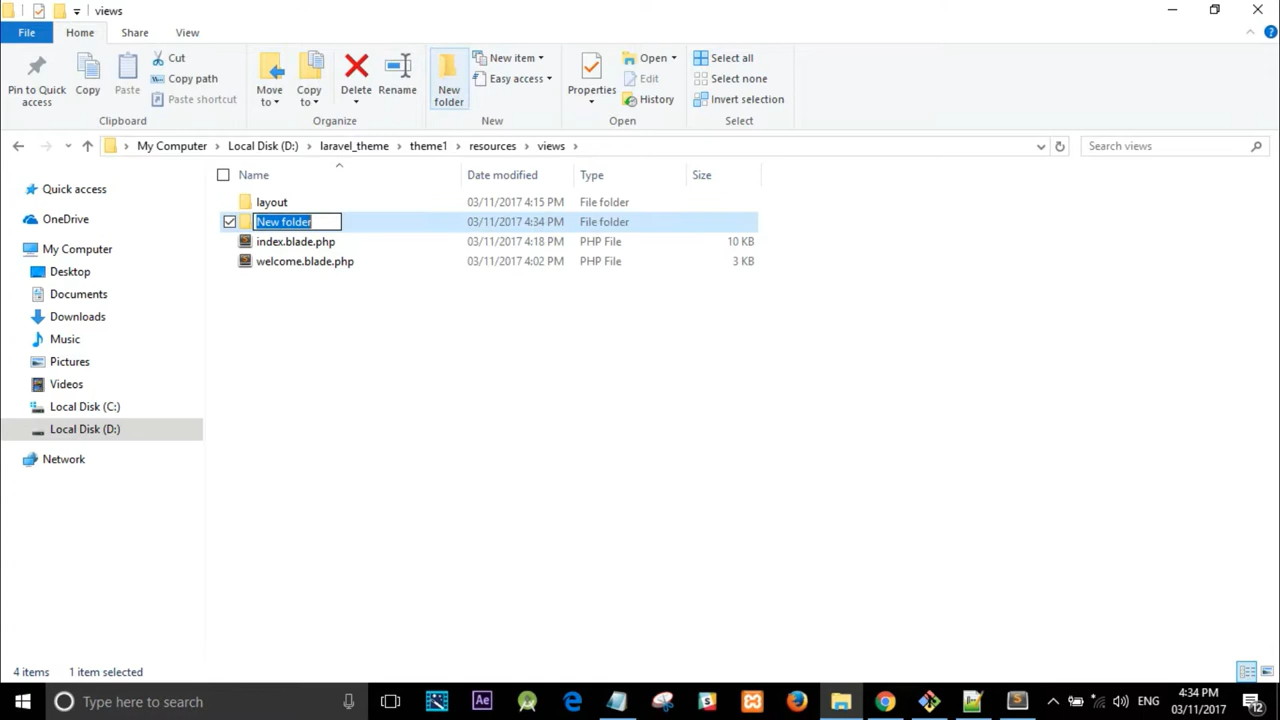 views
File Home Share View
Pin to Quick access
Copy
Paste
Cut
Copy path
Paste shortcut
Clipboard
Move to
Copy to
Delete
Rename
Organize
New folder
New item
Easy access
New
Properties
Open
Edit
History
Open
Select all
Select none
Invert selection
Select
My Computer Local Disk (D:) laravel_theme theme1 resources views
Search views
Name Date modified Type Size
layout 03/11/2017 4:15 PM File folder
New folder 03/11/2017 4:34 PM File folder
index.blade.php 03/11/2017 4:18 PM PHP File 10 KB
welcome.blade.php 03/11/2017 4:02 PM PHP File 3 KB
Quick access
OneDrive
My Computer
Desktop
Documents
Downloads
Music
Pictures
Videos
Local Disk (C:)
Local Disk (D:)
Network
4 items 1 item selected
Type here to search
Ae
S
ENG
4:34 PM
03/11/2017
12